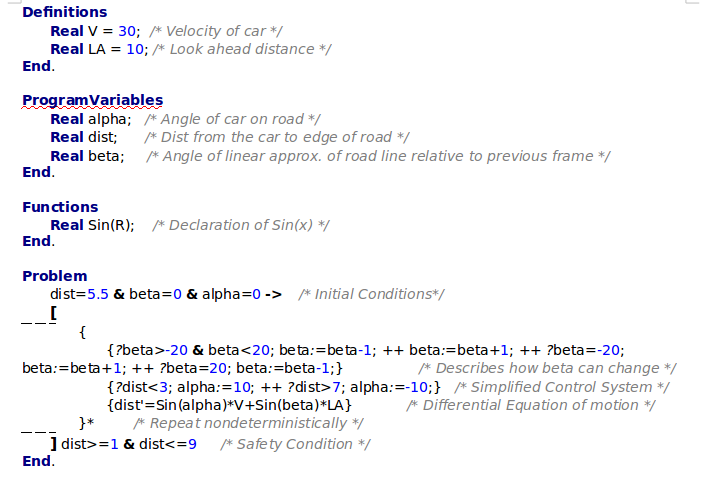 Definitions
Real V = 30; /* Velocity of car */
Real LA = 10; /* Look ahead distance */
End.
ProgramVariables
Real alpha; /* Angle of car on road */
Real dist; /* Dist from the car to edge of road */
Real beta; /* Angle of linear approx. of road line relative to previous frame */
End.
Functions
Real Sin(R); /* Declaration of Sin(x) */
End.
Problem
dist=5.5 & beta=0 & alpha=0 -> /* Initial Conditions*/
[
{
{?beta>-20 & beta<20; beta:=beta-1; ++ beta:=beta+1; ++ ?beta=-20;
beta:=beta+1; ++ ?beta=20; beta:=beta-1;} /* Describes how beta can change */
{?dist<3; alpha:=10; ++ ?dist>7; alpha:=-10;} /* Simplified Control System */
{dist'=Sin(alpha)*V+Sin(beta)*LA} /* Differential Equation of motion */
}* /* Repeat nondeterministically */
] dist>=1 & dist<=9 /* Safety Condition */
End.